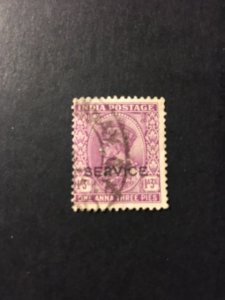 INDIA POSTAGE
SERVICE
ONE ANNA THREE PIES